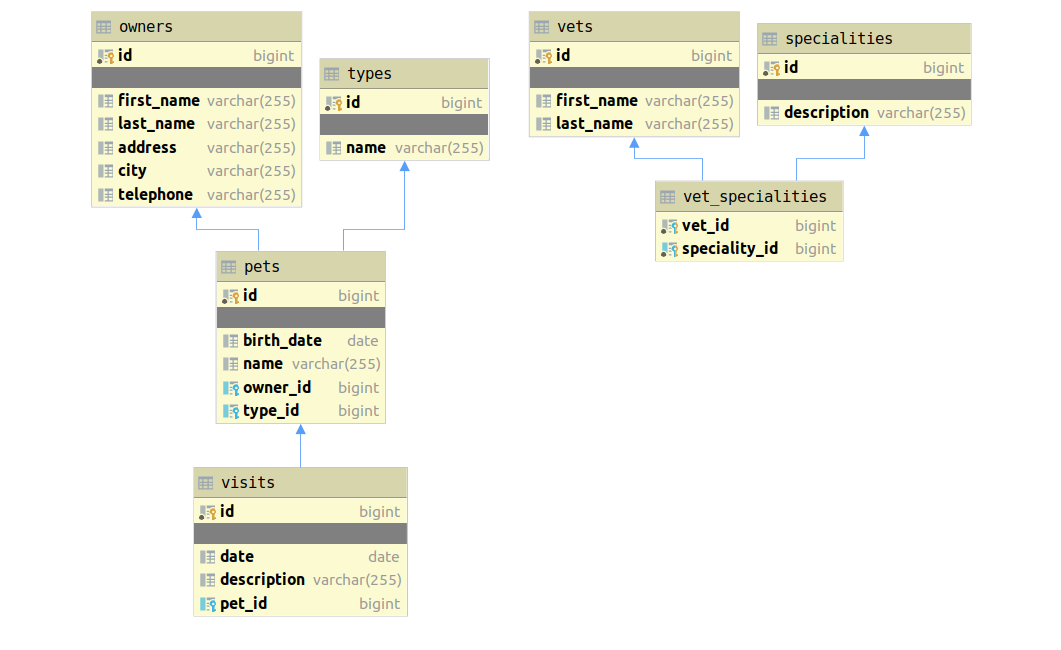 owners
id bigint
first_name varchar(255)
last_name varchar(255)
address varchar(255)
city varchar(255)
telephone varchar(255)
types
id bigint
name varchar(255)
vets
id bigint
first_name varchar(255)
last_name varchar(255)
specialities
id bigint
description varchar(255)
vet_specialities
vet_id bigint
speciality_id bigint
pets
id bigint
birth_date date
name varchar(255)
owner_id bigint
type_id bigint
visits
id bigint
date date
description varchar(255)
pet_id bigint